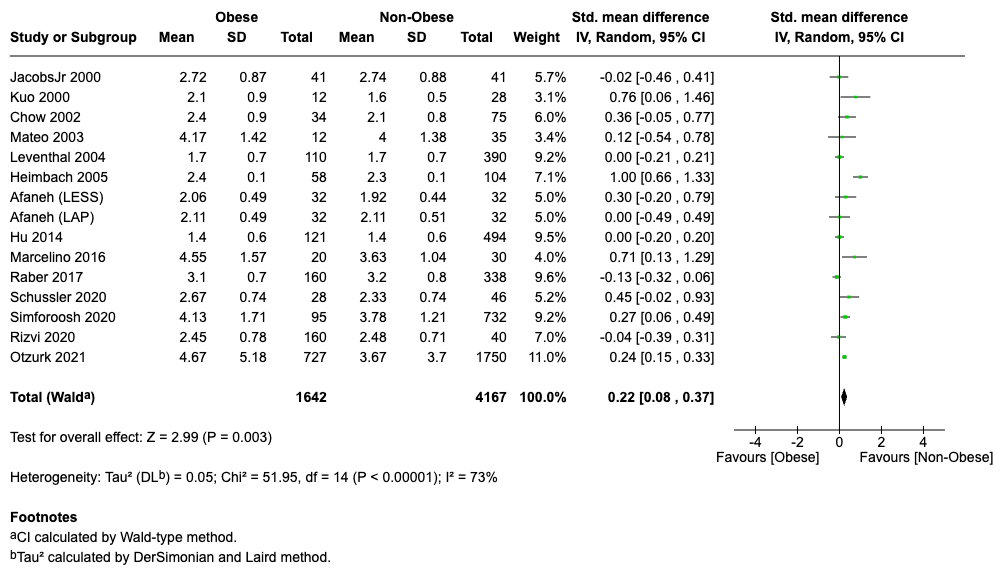 Obese Non-Obese Std. mean difference Std. mean difference
Study or Subgroup Mean SD Total Mean SD Total Weight IV, Random, 95% CI IV, Random, 95% CI
JacobsJr 2000 2.72 0.87 41 2.74 0.88 41 5.7% -0.02 [-0.46 , 0.41]
Kuo 2000 2.1 0.9 12 1.6 0.5 28 3.1% 0.76 [0.06 , 1.46]
Chow 2002 2.4 0.9 34 2.1 0.8 75 6.0% 0.36 [-0.05 , 0.77]
Mateo 2003 4.17 1.42 12 4 1.38 35 3.4% 0.12 [-0.54 , 0.78]
Leventhal 2004 1.7 0.7 110 1.7 0.7 390 9.2% 0.00 [-0.21 , 0.21]
Heimbach 2005 2.4 0.1 58 2.3 0.1 104 7.1% 1.00 [0.66 , 1.33]
Afaneh (LESS) 2.06 0.49 32 1.92 0.44 32 5.0% 0.30 [-0.20 , 0.79]
Afaneh (LAP) 2.11 0.49 32 2.11 0.51 32 5.0% 0.00 [-0.49 , 0.49]
Hu 2014 1.4 0.6 121 1.4 0.6 494 9.5% 0.00 [-0.20 , 0.20]
Marcelino 2016 4.55 1.57 20 3.63 1.04 30 4.0% 0.71 [0.13 , 1.29]
Raber 2017 3.1 0.7 160 3.2 0.8 338 9.6% -0.13 [-0.32 , 0.06]
Schussler 2020 2.67 0.74 28 2.33 0.74 46 5.2% 0.45 [-0.02 , 0.93]
Simforoosh 2020 4.13 1.71 95 3.78 1.21 732 9.2% 0.27 [0.06 , 0.49]
Rizvi 2020 2.45 0.78 160 2.48 0.71 40 7.0% -0.04 [-0.39 , 0.31]
Otzurk 2021 4.67 5.18 727 3.67 3.7 1750 11.0% 0.24 [0.15 , 0.33]
Total (Waldᵃ) 1642 4167 100.0% 0.22 [0.08 , 0.37]
Test for overall effect: Z = 2.99 (P = 0.003)
-4 -2 0 2 4
Favours [Obese] Favours [Non-Obese]
Heterogeneity: Tau² (DLᵇ) = 0.05; Chi² = 51.95, df = 14 (P < 0.00001); I² = 73%
Footnotes
ᵃCI calculated by Wald-type method.
ᵇTau² calculated by DerSimonian and Laird method.